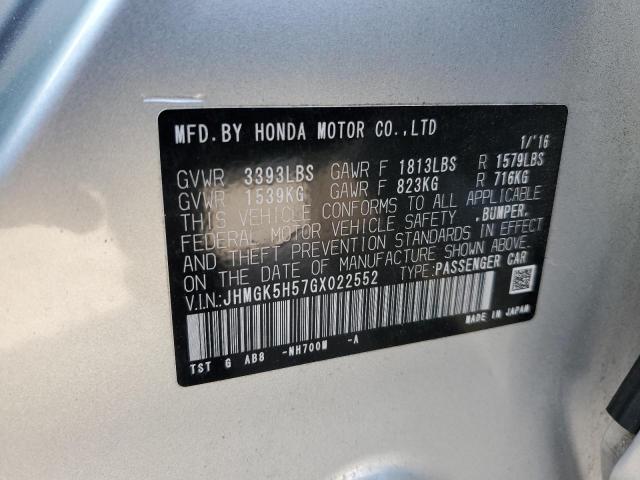 MFD.BY HONDA MOTOR CO.,LTD 1/'16
GVWR 3393LBS GAWR F 1813LBS R 1579LBS
GVWR 1539KG GAWR F 823KG R 716KG
THIS VEHICLE CONFORMS TO ALL APPLICABLE
FEDERAL MOTOR VEHICLE SAFETY ,BUMPER,
AND THEFT PREVENTION STANDARDS IN EFFECT
ON THE DATE OF MANUFACTURE SHOWN ABOVE.
V.I.N.:JHMGK5H57GX022552 TYPE:PASSENGER CAR
TST G AB8 -NH700M -A
MADE IN JAPAN